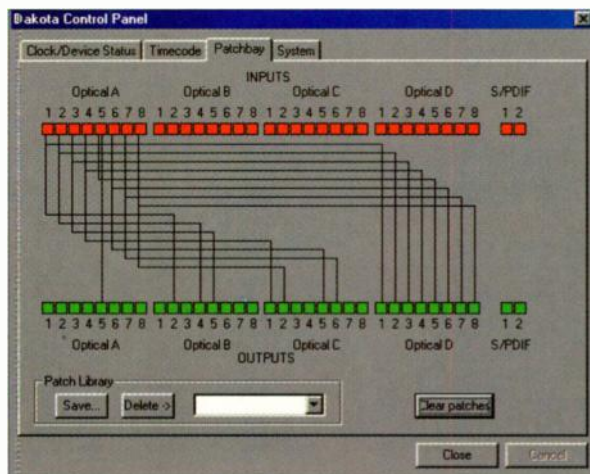 Dakota Control Panel
Clock/Device Status Timecode Patchbay System
INPUTS
Optical A Optical B Optical C Optical D S/PDIF
1 2 3 4 5 6 7 8 1 2 3 4 5 6 7 8 1 2 3 4 5 6 7 8 1 2 3 4 5 6 7 8 1 2
1 2 3 4 5 6 7 8 1 2 3 4 5 6 7 8 1 2 3 4 5 6 7 8 1 2 3 4 5 6 7 8 1 2
Optical A Optical B Optical C Optical D S/PDIF
OUTPUTS
Patch Library
Save... Delete -> Clear patches
Close Cancel